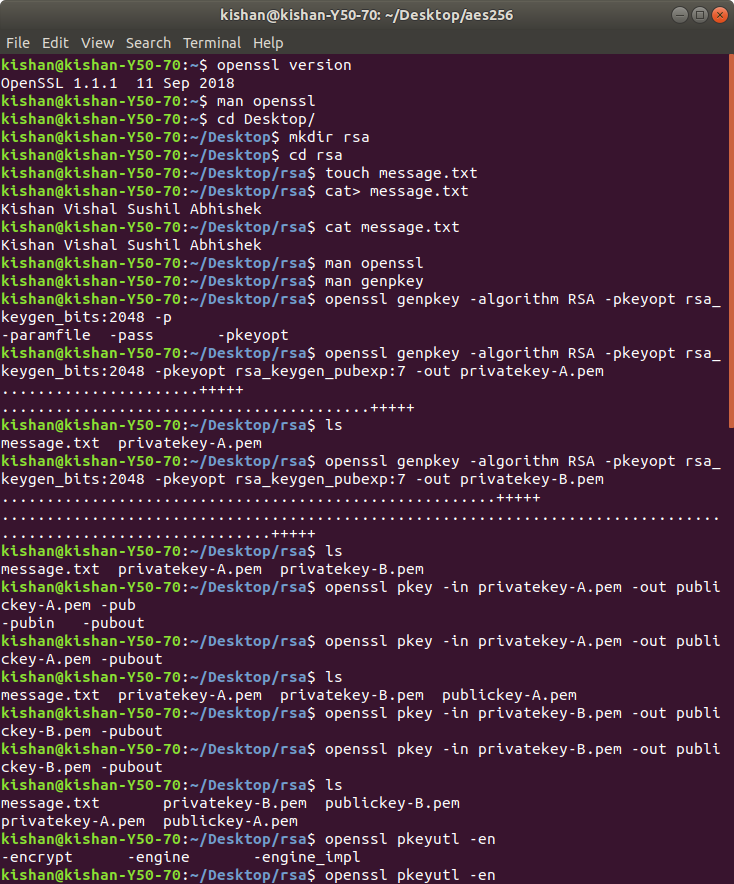 kishan@kishan-Y50-70: ~/Desktop/aes256
File Edit View Search Terminal Help
kishan@kishan-Y50-70:~$ openssl version
OpenSSL 1.1.1  11 Sep 2018
kishan@kishan-Y50-70:~$ man openssl
kishan@kishan-Y50-70:~$ cd Desktop/
kishan@kishan-Y50-70:~/Desktop$ mkdir rsa
kishan@kishan-Y50-70:~/Desktop$ cd rsa
kishan@kishan-Y50-70:~/Desktop/rsa$ touch message.txt
kishan@kishan-Y50-70:~/Desktop/rsa$ cat> message.txt
Kishan Vishal Sushil Abhishek
kishan@kishan-Y50-70:~/Desktop/rsa$ cat message.txt
Kishan Vishal Sushil Abhishek
kishan@kishan-Y50-70:~/Desktop/rsa$ man openssl
kishan@kishan-Y50-70:~/Desktop/rsa$ man genpkey
kishan@kishan-Y50-70:~/Desktop/rsa$ openssl genpkey -algorithm RSA -pkeyopt rsa_
keygen_bits:2048 -p
-paramfile  -pass       -pkeyopt
kishan@kishan-Y50-70:~/Desktop/rsa$ openssl genpkey -algorithm RSA -pkeyopt rsa_
keygen_bits:2048 -pkeyopt rsa_keygen_pubexp:7 -out privatekey-A.pem
......................+++++
.........................................+++++
kishan@kishan-Y50-70:~/Desktop/rsa$ ls
message.txt  privatekey-A.pem
kishan@kishan-Y50-70:~/Desktop/rsa$ openssl genpkey -algorithm RSA -pkeyopt rsa_
keygen_bits:2048 -pkeyopt rsa_keygen_pubexp:7 -out privatekey-B.pem
.......................................................+++++
................................................................................
..............................+++++
kishan@kishan-Y50-70:~/Desktop/rsa$ ls
message.txt  privatekey-A.pem  privatekey-B.pem
kishan@kishan-Y50-70:~/Desktop/rsa$ openssl pkey -in privatekey-A.pem -out publi
ckey-A.pem -pub
-pubin   -pubout
kishan@kishan-Y50-70:~/Desktop/rsa$ openssl pkey -in privatekey-A.pem -out publi
ckey-A.pem -pubout
kishan@kishan-Y50-70:~/Desktop/rsa$ ls
message.txt  privatekey-A.pem  privatekey-B.pem  publickey-A.pem
kishan@kishan-Y50-70:~/Desktop/rsa$ openssl pkey -in privatekey-B.pem -out publi
ckey-B.pem -pubout
kishan@kishan-Y50-70:~/Desktop/rsa$ openssl pkey -in privatekey-B.pem -out publi
ckey-B.pem -pubout
kishan@kishan-Y50-70:~/Desktop/rsa$ ls
message.txt       privatekey-B.pem  publickey-B.pem
privatekey-A.pem  publickey-A.pem
kishan@kishan-Y50-70:~/Desktop/rsa$ openssl pkeyutl -en
-encrypt      -engine       -engine_impl
kishan@kishan-Y50-70:~/Desktop/rsa$ openssl pkeyutl -en